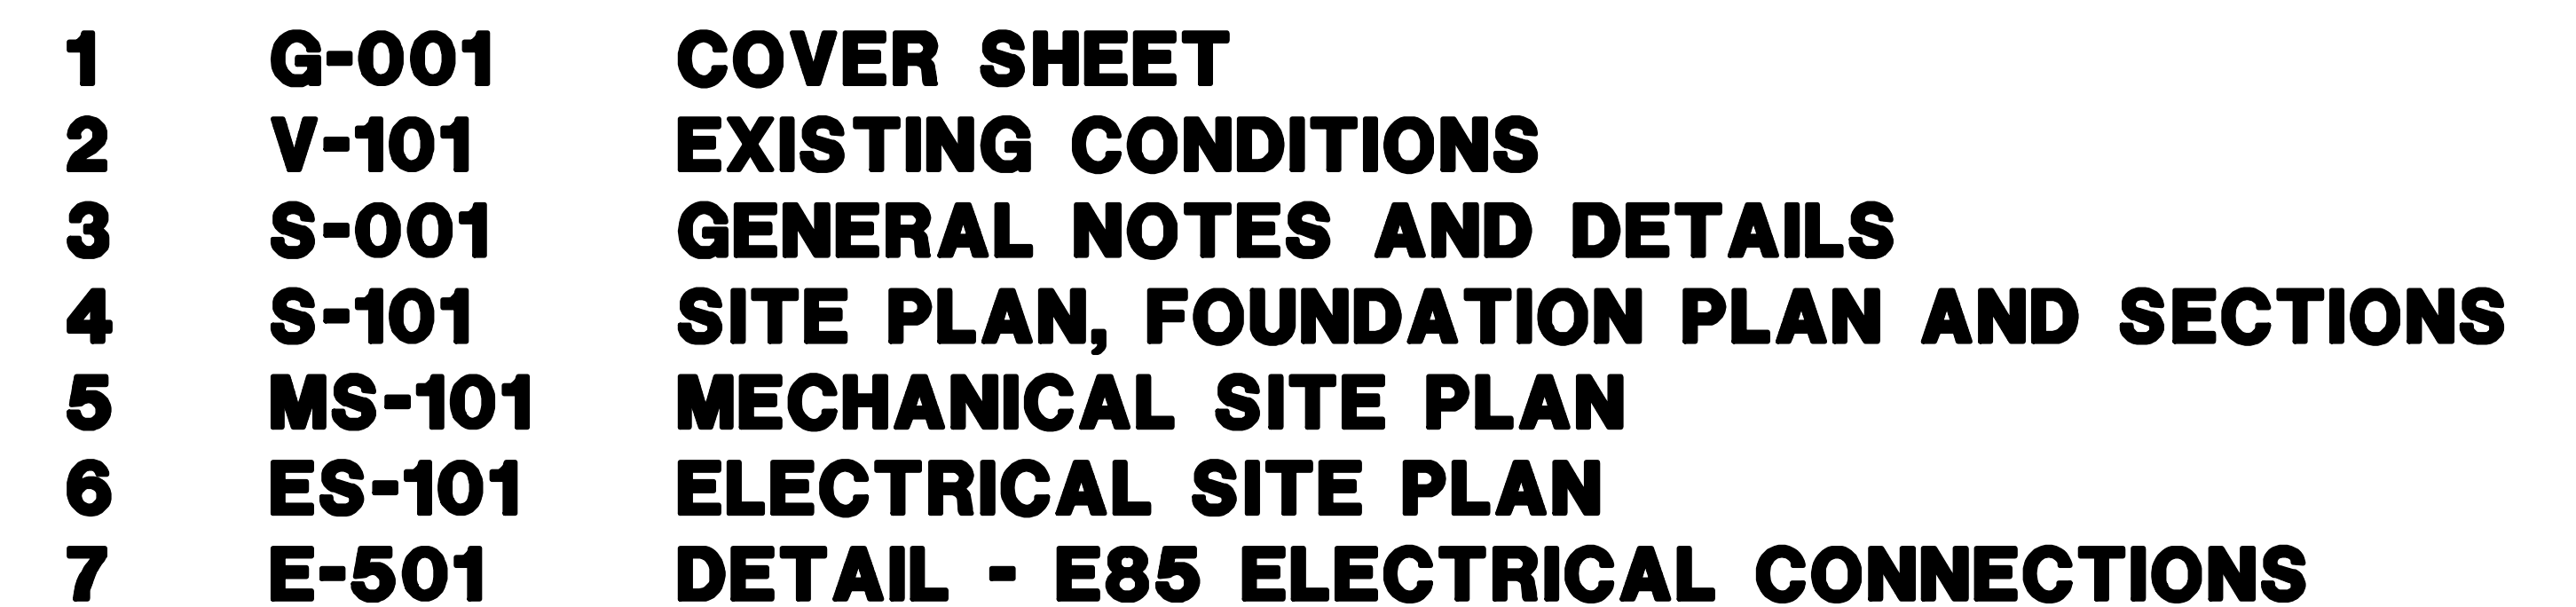 1 G-001 COVER SHEET
2 V-101 EXISTING CONDITIONS
3 S-001 GENERAL NOTES AND DETAILS
4 S-101 SITE PLAN, FOUNDATION PLAN AND SECTIONS
5 MS-101 MECHANICAL SITE PLAN
6 ES-101 ELECTRICAL SITE PLAN
7 E-501 DETAIL - E85 ELECTRICAL CONNECTIONS